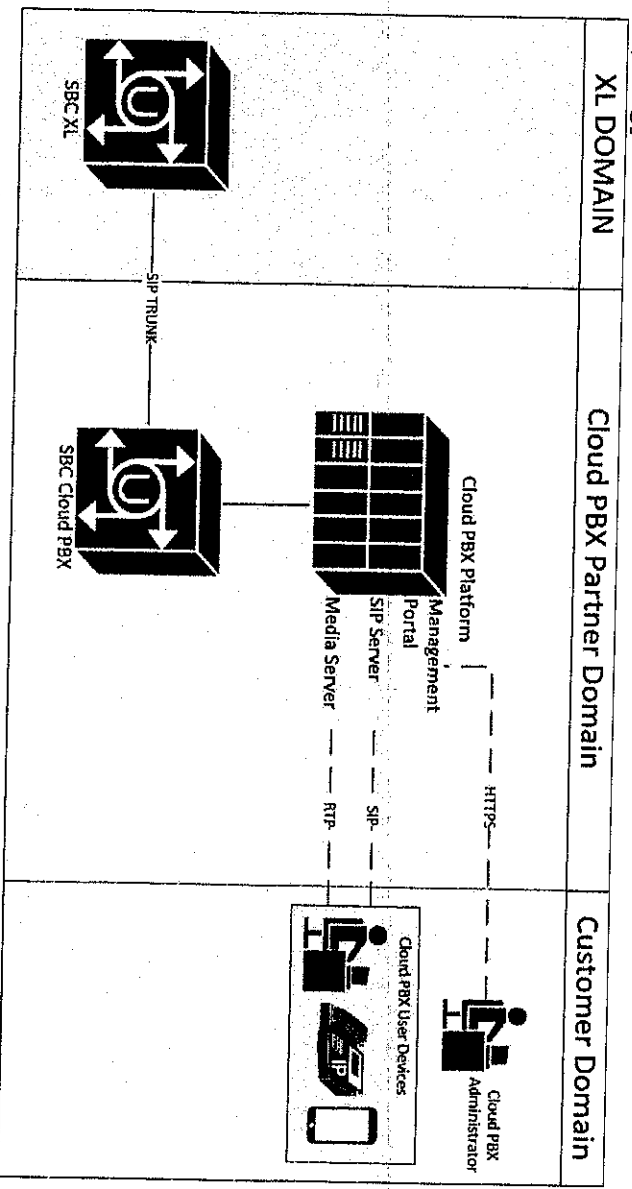 XL DOMAIN
Cloud PBX Partner Domain
Customer Domain
SBC XL
SIP TRUNK
SBC Cloud PBX
Cloud PBX Platform
Management
Portal
SIP Server
Media Server
HTTPS
SIP
RTP
Cloud PBX
Administrator
Cloud PBX User Devices
IP
U
U